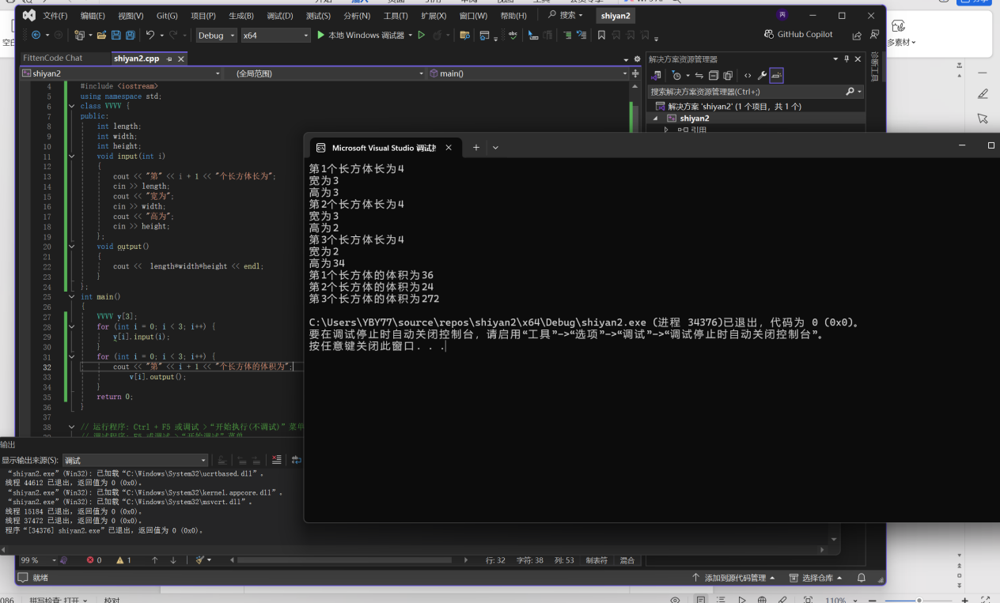 文件(F) 编辑(E) 视图(V) Git(G) 项目(P) 生成(B) 调试(D) 测试(S) 分析(N) 工具(T) 扩展(X) 窗口(W) 帮助(H) 搜索 shiyan2
Debug x64 本地 Windows 调试器 GitHub Copilot
多素材
FittenCode Chat shiyan2.cpp
shiyan2 (全局范围) main()
解决方案资源管理器
搜索解决方案资源管理器(Ctrl+;)
解决方案 'shiyan2' (1 个项目，共 1 个)
shiyan2
引用
诊断工具
4 #include <iostream>
5 using namespace std;
6 class VVVV {
7 public:
8 int length;
9 int width;
10 int height;
11 void input(int i)
12 {
13 cout << "第" << i + 1 << "个长方体长为";
14 cin >> length;
15 cout << "宽为";
16 cin >> width;
17 cout << "高为";
18 cin >> height;
19 };
20 void output()
21 {
22 cout << length*width*height << endl;
23 }
24 };
25 int main()
26 {
27 VVVV y[3];
28 for (int i = 0; i < 3; i++) {
29 y[i].input(i);
30 }
31 for (int i = 0; i < 3; i++) {
32 cout << "第" << i + 1 << "个长方体的体积为";
33 y[i].output();
34 }
35 return 0;
36 }
37
38 // 运行程序: Ctrl + F5 或调试 >“开始执行(不调试)”菜单
// 调试程序: F5 或调试 >“开始调试”菜单
Microsoft Visual Studio 调试
第1个长方体长为4
宽为3
高为3
第2个长方体长为4
宽为3
高为2
第3个长方体长为4
宽为2
高为34
第1个长方体的体积为36
第2个长方体的体积为24
第3个长方体的体积为272
C:\Users\YBY77\source\repos\shiyan2\x64\Debug\shiyan2.exe (进程 34376)已退出，代码为 0 (0x0)。
要在调试停止时自动关闭控制台，请启用“工具”->“选项”->“调试”->“调试停止时自动关闭控制台”。
按任意键关闭此窗口. . .
输出
显示输出来源(S): 调试
“shiyan2.exe”(Win32): 已加载“C:\Windows\System32\ucrtbased.dll”。
线程 44612 已退出，返回值为 0 (0x0)。
“shiyan2.exe”(Win32): 已加载“C:\Windows\System32\kernel.appcore.dll”。
“shiyan2.exe”(Win32): 已加载“C:\Windows\System32\msvcrt.dll”。
线程 15184 已退出，返回值为 0 (0x0)。
线程 37472 已退出，返回值为 0 (0x0)。
程序“[34376] shiyan2.exe”已退出，返回值为 0 (0x0)。
99 % 0 1 行: 32 字符: 38 列: 53 制表符 混合
就绪 添加到源代码管理 选择仓库
拼写检查: 打开 校对 110%